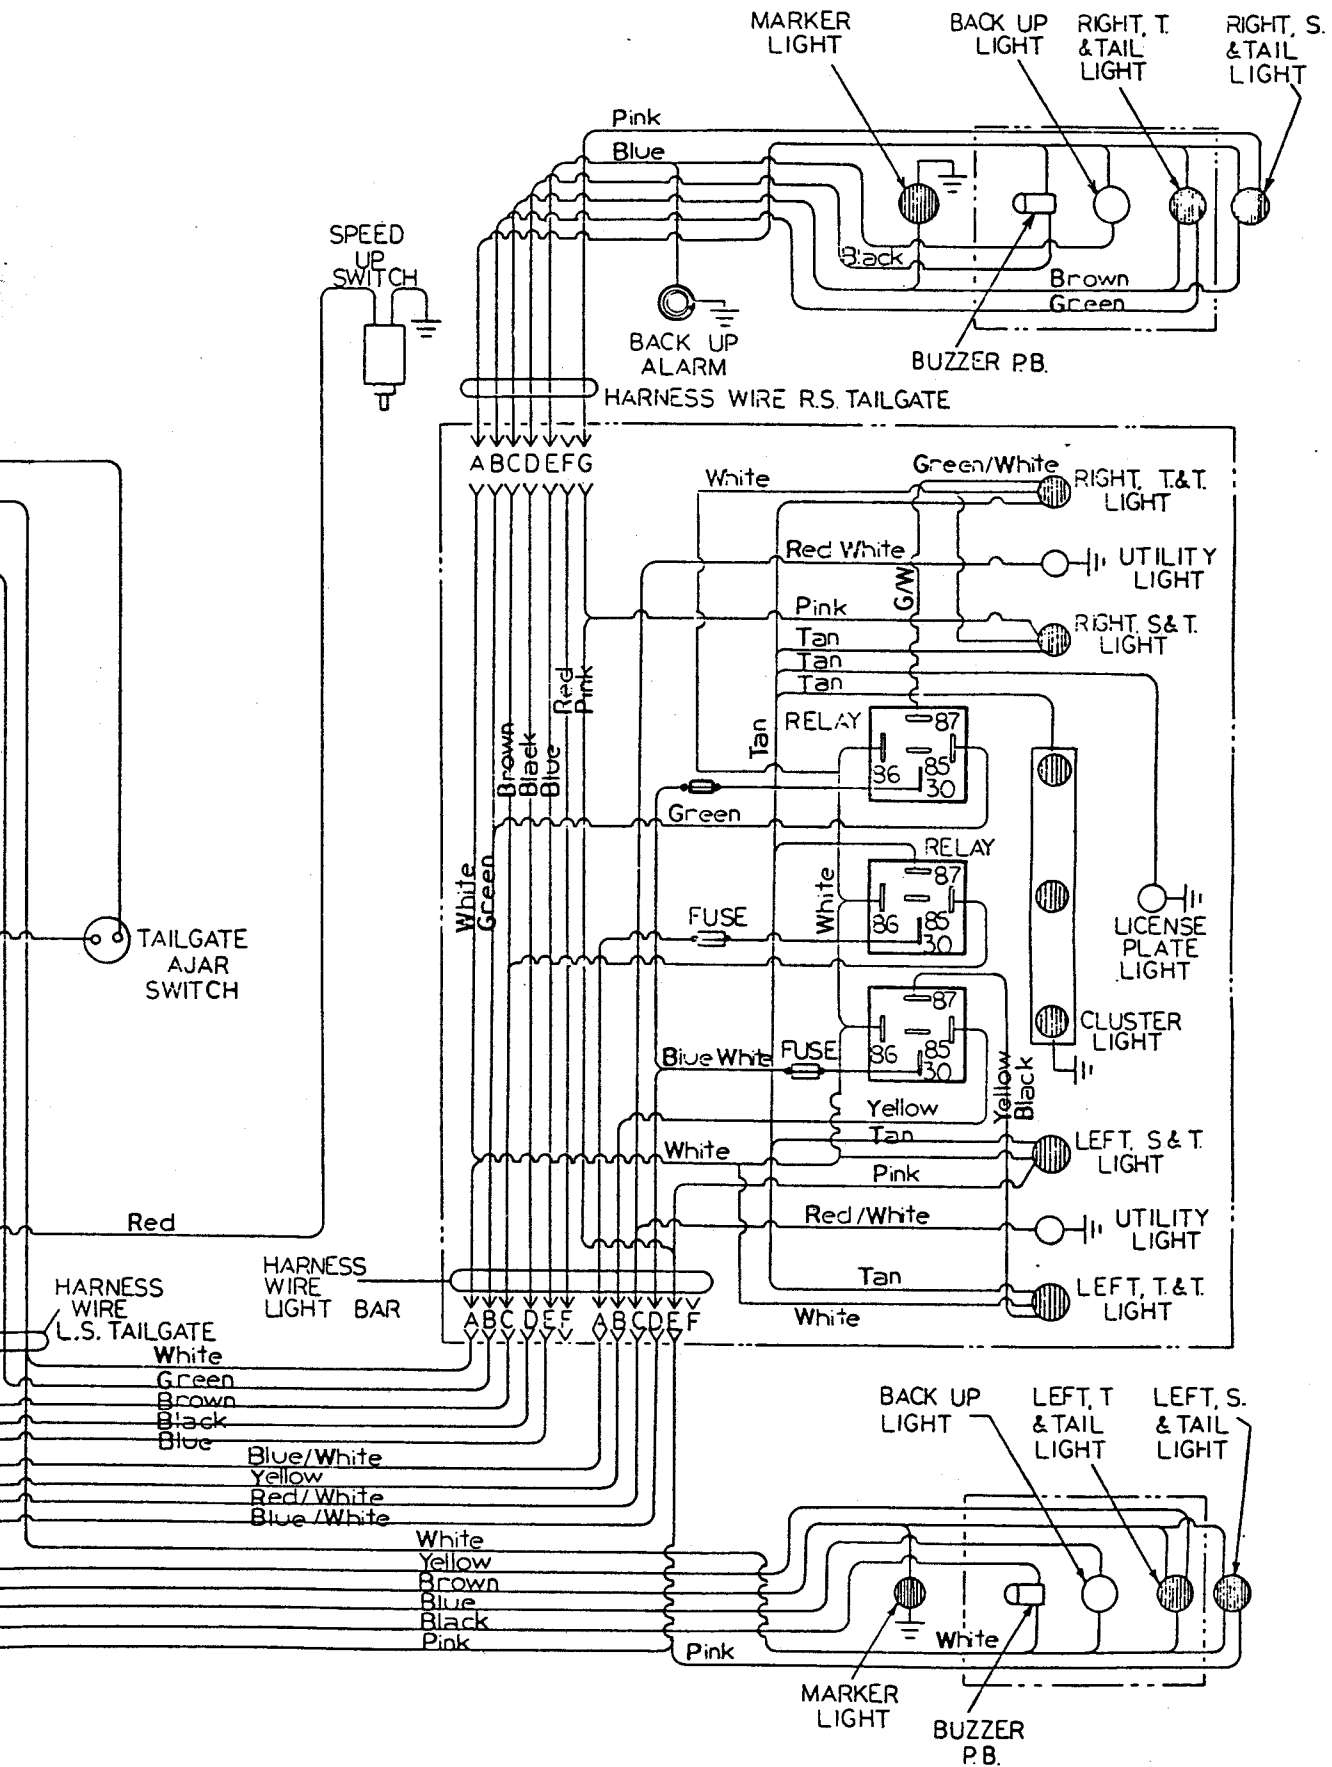 MARKER
LIGHT
BACK UP
LIGHT
RIGHT, T.
& TAIL
LIGHT
RIGHT, S.
& TAIL
LIGHT
Pink
Blue
SPEED
UP
SWITCH
Black
Brown
Green
BACK UP
ALARM
BUZZER P.B.
HARNESS WIRE R.S. TAILGATE
A B C D E F G
White
Green/White
RIGHT, T.& T.
LIGHT
Red White
UTILITY
LIGHT
G/W
Pink
RIGHT, S & T.
LIGHT
Tan
Tan
Tan
Red
Pink
Tan
RELAY
87
86
85
30
Brown
Black
Blue
Green
RELAY
87
86
85
30
White
Green
White
FUSE
LICENSE
PLATE
LIGHT
TAILGATE
AJAR
SWITCH
87
86
85
30
CLUSTER
LIGHT
Blue White
FUSE
Yellow
Black
Yellow
Tan
LEFT, S & T.
LIGHT
White
Pink
Red
Red/White
UTILITY
LIGHT
HARNESS
WIRE
LIGHT BAR
HARNESS
WIRE
L.S. TAILGATE
Tan
LEFT, T.& T.
LIGHT
White
A B C D E F A B C D E F
White
Green
Brown
Black
Blue
Blue/White
Yellow
Red/White
Blue/White
BACK UP
LIGHT
LEFT, T
& TAIL
LIGHT
LEFT, S.
& TAIL
LIGHT
White
Yellow
Brown
Blue
Black
Pink
Pink
White
MARKER
LIGHT
BUZZER
P.B.